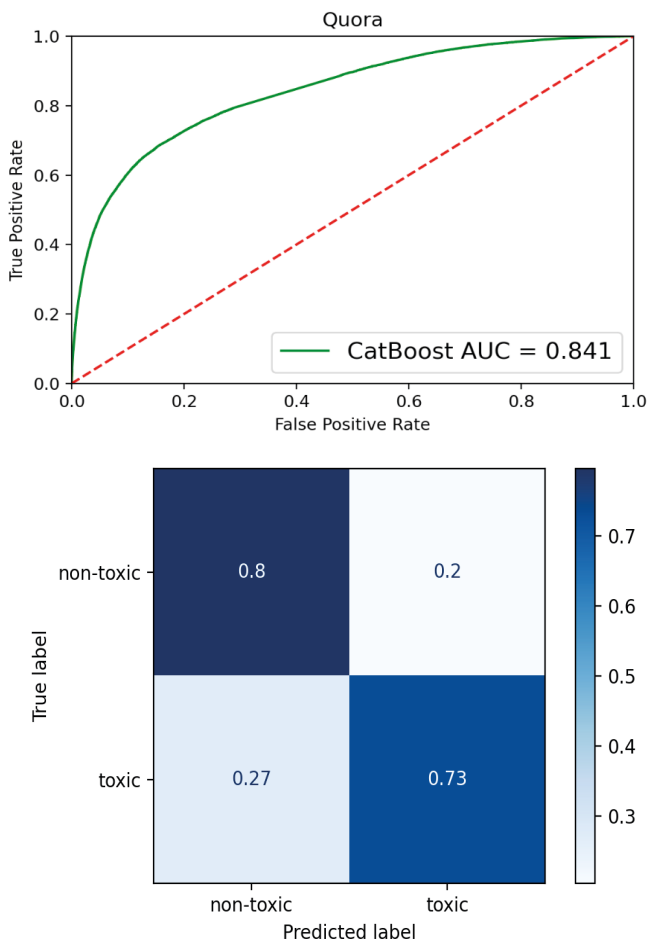 Quora
1.0
0.8
0.6
0.4
0.2
0.0
True Positive Rate
CatBoost AUC = 0.841
0.0 0.2 0.4 0.6 0.8 1.0
False Positive Rate
non-toxic
toxic
True label
0.8 0.2
0.27 0.73
non-toxic toxic
Predicted label
0.7
0.6
0.5
0.4
0.3